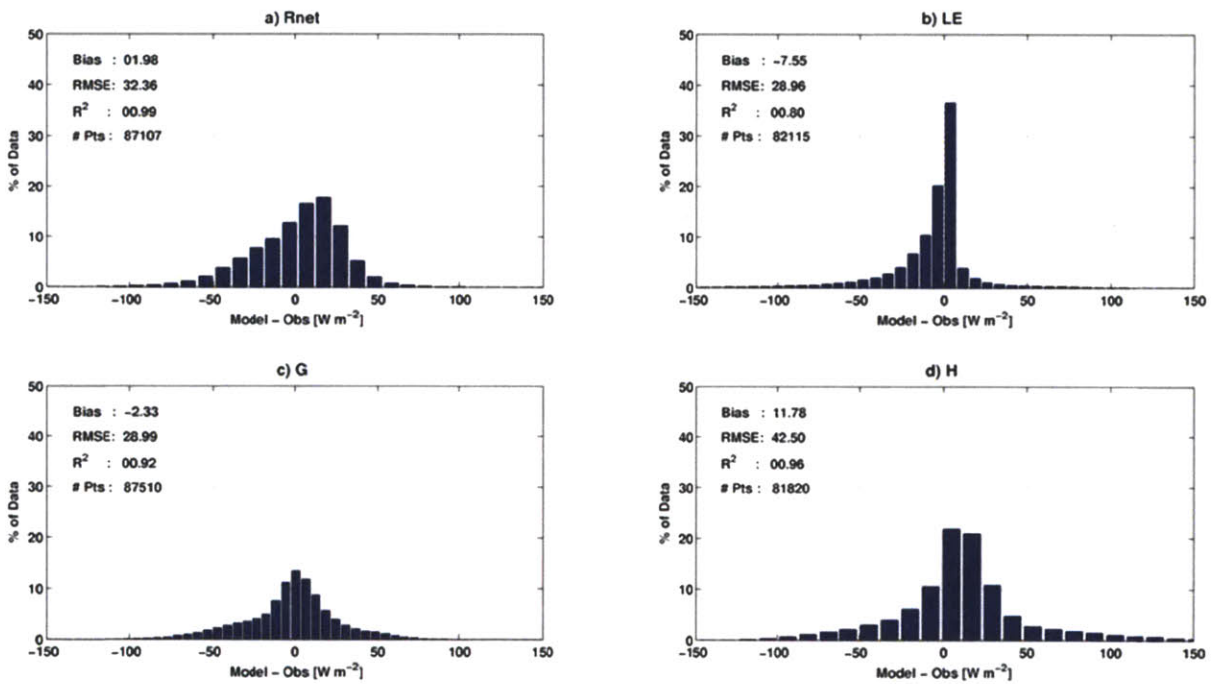 a) Rnet
50
40
30
20
10
0
% of Data
Bias : 01.98
RMSE: 32.36
R² : 00.99
# Pts : 87107
−150 −100 −50 0 50 100 150
Model − Obs [W m⁻²]
b) LE
50
40
30
20
10
0
% of Data
Bias : −7.55
RMSE: 28.96
R² : 00.80
# Pts : 82115
−150 −100 −50 0 50 100 150
Model − Obs [W m⁻²]
c) G
50
40
30
20
10
0
% of Data
Bias : −2.33
RMSE: 28.99
R² : 00.92
# Pts : 87510
−150 −100 −50 0 50 100 150
Model − Obs [W m⁻²]
d) H
50
40
30
20
10
0
% of Data
Bias : 11.78
RMSE: 42.50
R² : 00.96
# Pts : 81820
−150 −100 −50 0 50 100 150
Model − Obs [W m⁻²]